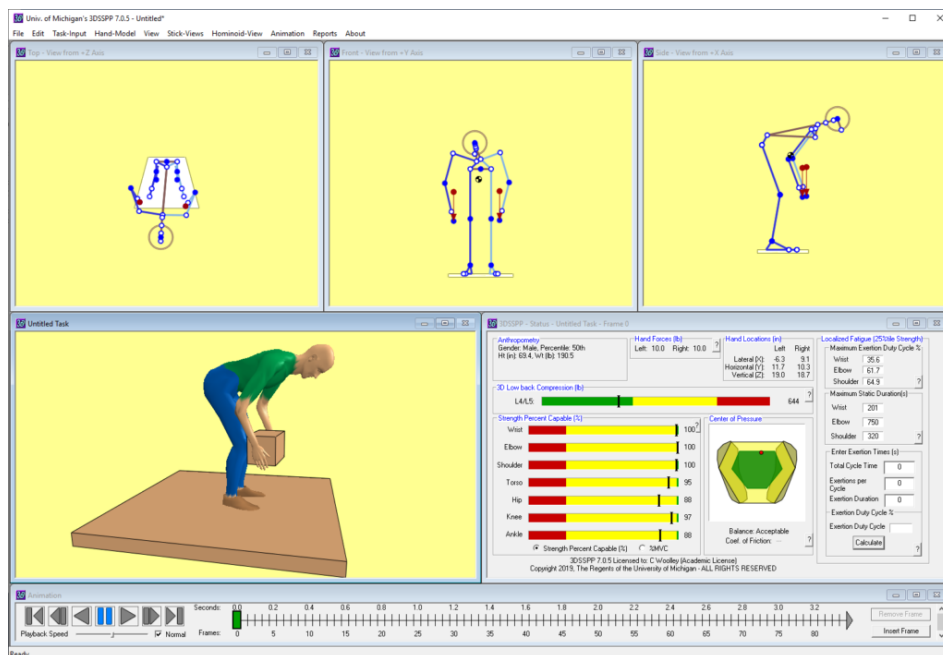 Univ. of Michigan's 3DSSPP 7.0.5 - Untitled*
File Edit Task-Input Hand-Model View Stick-Views Hominoid-View Animation Reports About
Top - View from +Z Axis
Front - View from +Y Axis
Side - View from +X Axis
Untitled Task
3DSSPP - Status - Untitled Task - Frame 0
Anthropometry
Gender: Male, Percentile: 50th
Ht (in): 69.4, Wt (lb): 190.5
Hand Forces (lb)
Left: 10.0 Right: 10.0
?
Hand Locations (in)
Left Right
Lateral (X): -6.3 9.1
Horizontal (Y): 11.7 10.3
Vertical (Z): 19.0 18.7
3D Low back Compression (lb)
L4/L5: 644
?
Strength Percent Capable (%)
?
Wrist 100
Elbow 100
Shoulder 100
Torso 95
Hip 88
Knee 97
Ankle 88
Strength Percent Capable (%) %MVC
Center of Pressure
Balance: Acceptable
Coef. of Friction: --
?
Localized Fatigue (25%tile Strength)
Maximum Exertion Duty Cycle %
Wrist 35.6
Elbow 61.7
Shoulder 64.9
?
Maximum Static Duration(s)
Wrist 201
Elbow 750
Shoulder 320
?
Enter Exertion Times (s)
Total Cycle Time 0
Exertions per Cycle 0
Exertion Duration 0
Exertion Duty Cycle %
Exertion Duty Cycle
Calculate
?
3DSSPP 7.0.5 Licensed to: C Woolley (Academic License)
Copyright 2019, The Regents of the University of Michigan - ALL RIGHTS RESERVED
Animation
Seconds: 0.0 0.2 0.4 0.6 0.8 1.0 1.2 1.4 1.6 1.8 2.0 2.2 2.4 2.6 2.8 3.0 3.2
Remove Frame
Playback Speed Normal
Frames: 0 5 10 15 20 25 30 35 40 45 50 55 60 65 70 75 80
Insert Frame
Ready